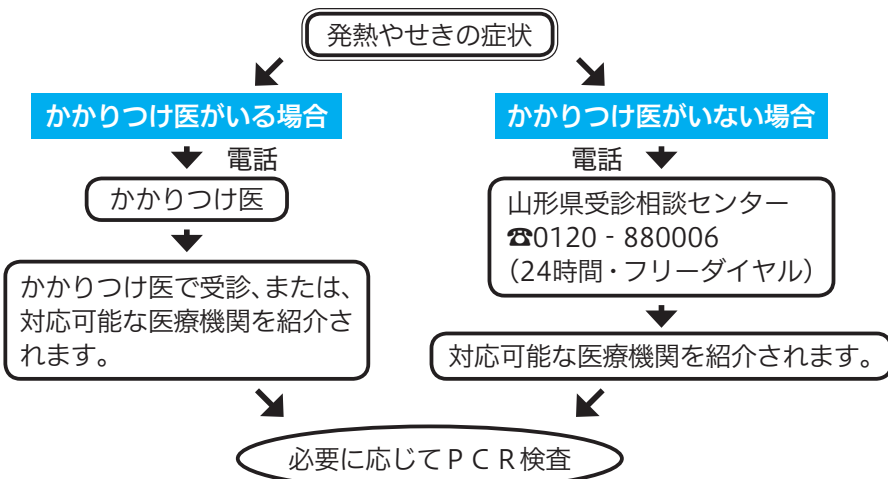 発熱やせきの症状
かかりつけ医がいる場合
電話
かかりつけ医
かかりつけ医で受診、または、
対応可能な医療機関を紹介さ
れます。
かかりつけ医がいない場合
電話
山形県受診相談センター
☎0120‐880006
（24時間・フリーダイヤル）
対応可能な医療機関を紹介されます。
必要に応じてＰＣＲ検査